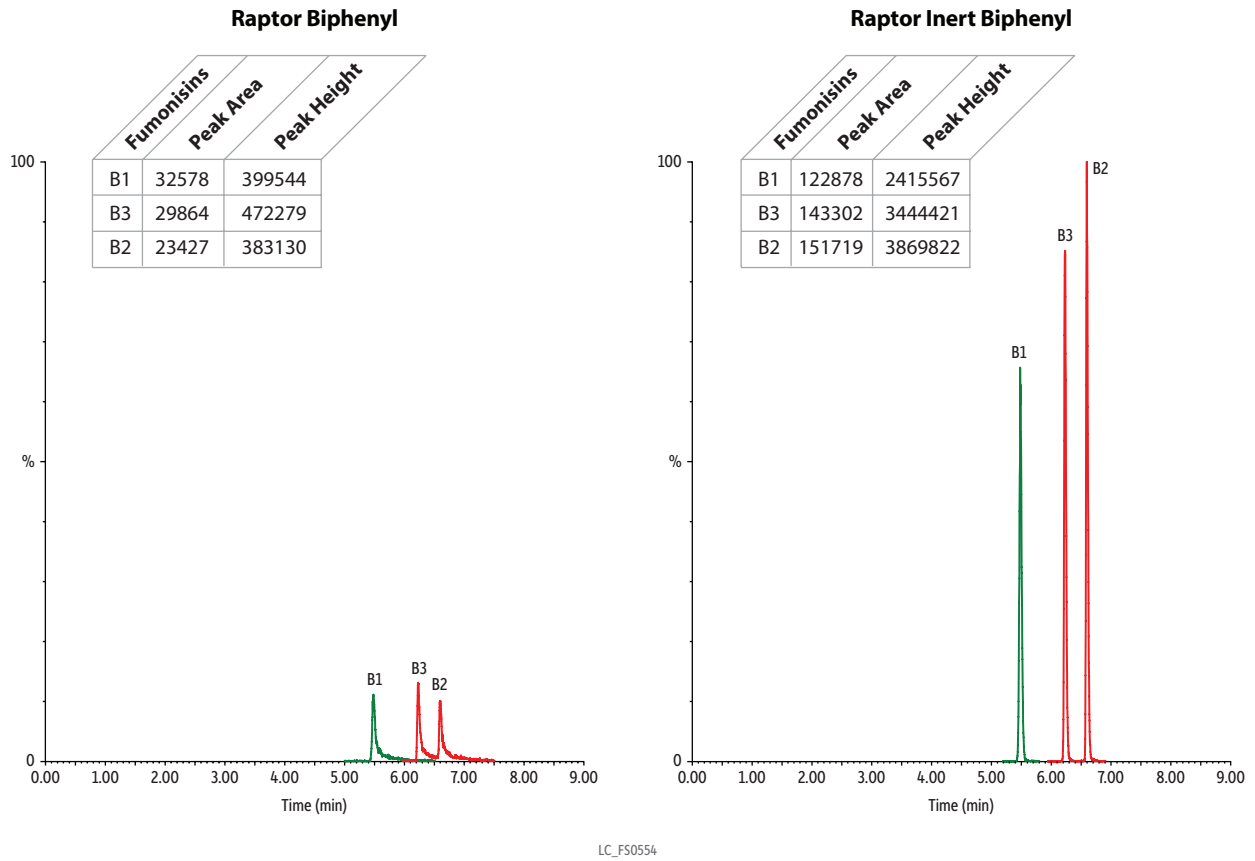 Raptor Biphenyl
Fumonisins Peak Area Peak Height
B1 32578 399544
B3 29864 472279
B2 23427 383130
100
%
0
B1
B3
B2
0.00 1.00 2.00 3.00 4.00 5.00 6.00 7.00 8.00 9.00
Time (min)
Raptor Inert Biphenyl
Fumonisins Peak Area Peak Height
B1 122878 2415567
B3 143302 3444421
B2 151719 3869822
100
%
0
B1
B3
B2
0.00 1.00 2.00 3.00 4.00 5.00 6.00 7.00 8.00 9.00
Time (min)
LC_FS0554